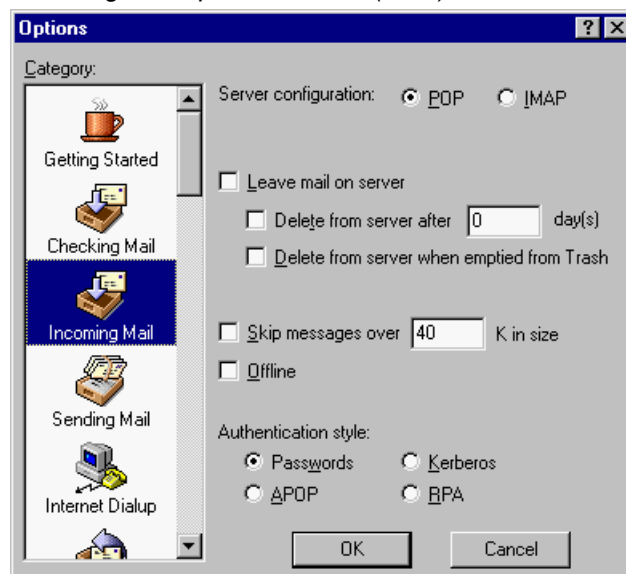 Options
Category:
Getting Started
Checking Mail
Incoming Mail
Sending Mail
Internet Dialup
Server configuration: POP IMAP
Leave mail on server
Delete from server after 0 day(s)
Delete from server when emptied from Trash
Skip messages over 40 K in size
Offline
Authentication style:
Passwords Kerberos
APOP RPA
OK Cancel